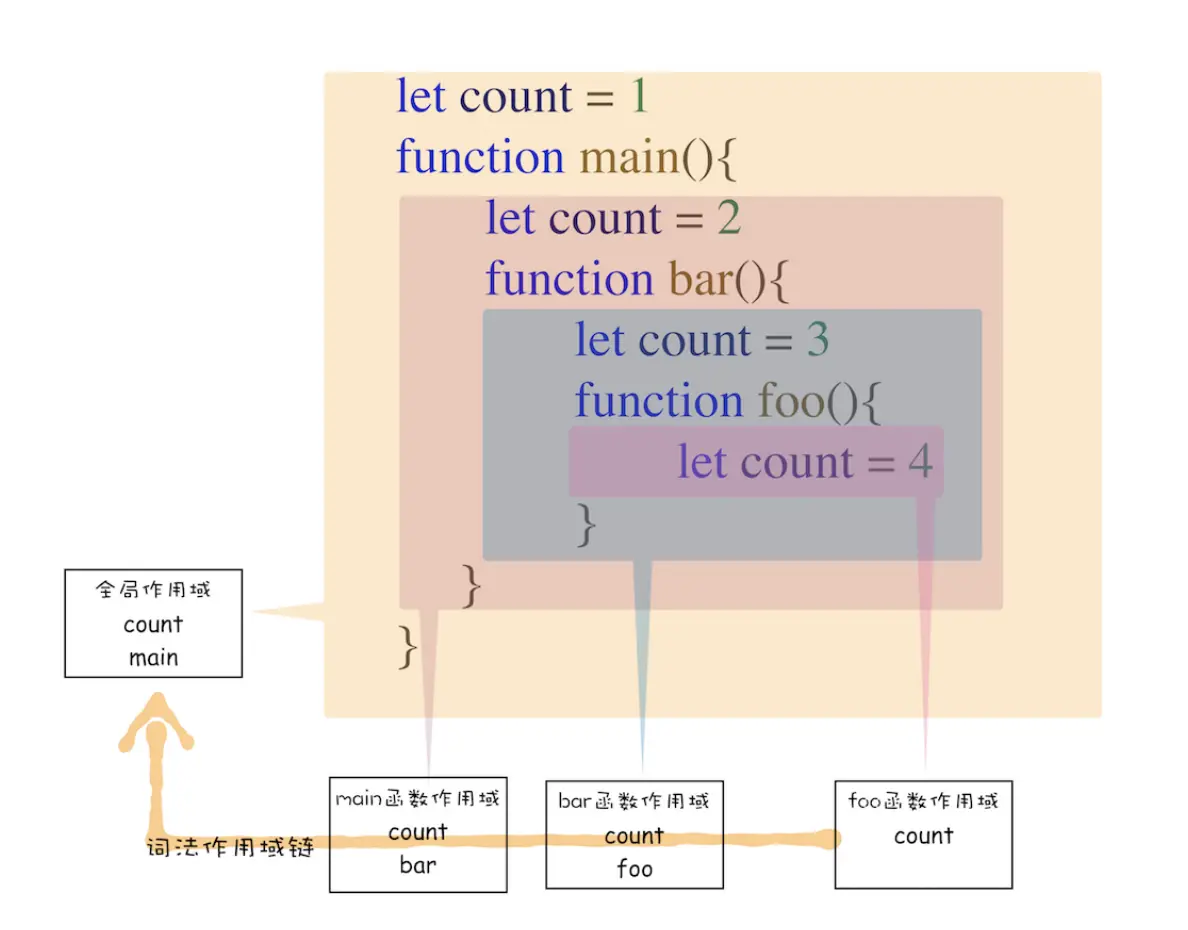 let count = 1
function main(){
let count = 2
function bar(){
let count = 3
function foo(){
let count = 4
}
}
}
全局作用域
count
main
main函数作用域
count
bar
bar函数作用域
count
foo
foo函数作用域
count
词法作用域链